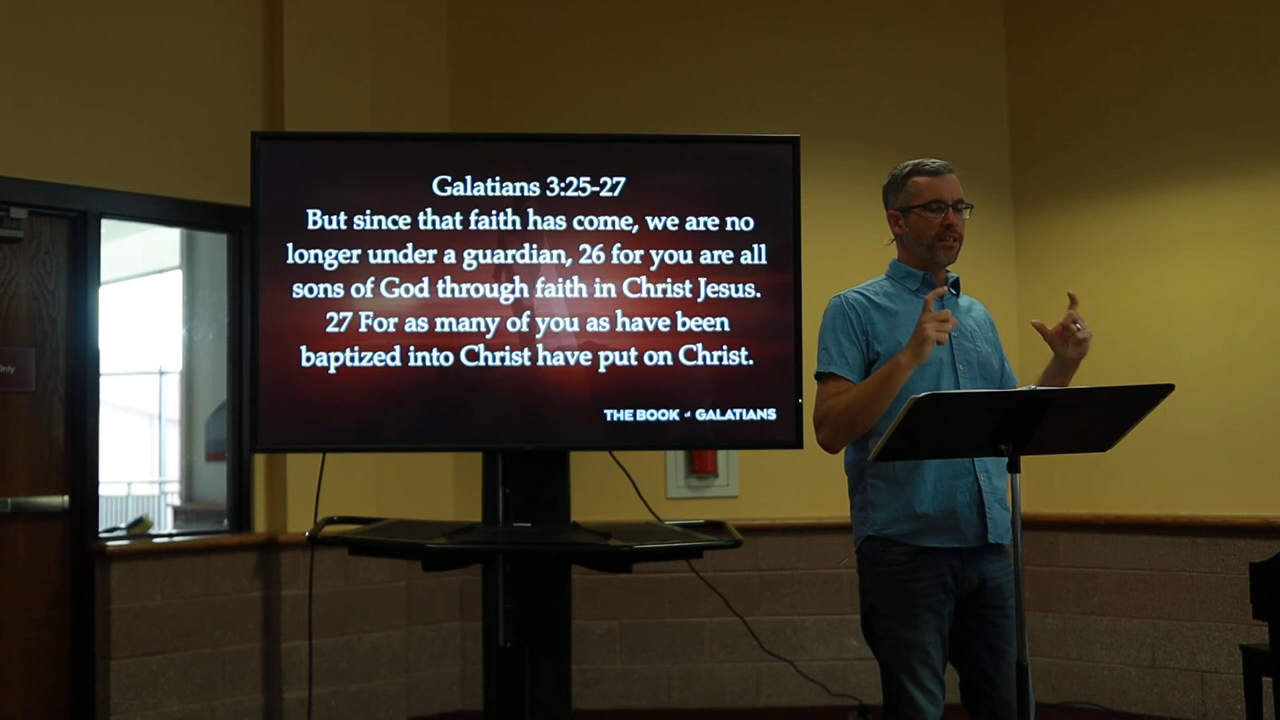 Galatians 3:25-27
But since that faith has come, we are no
longer under a guardian, 26 for you are all
sons of God through faith in Christ Jesus.
27 For as many of you as have been
baptized into Christ have put on Christ.
THE BOOK of GALATIANS
only